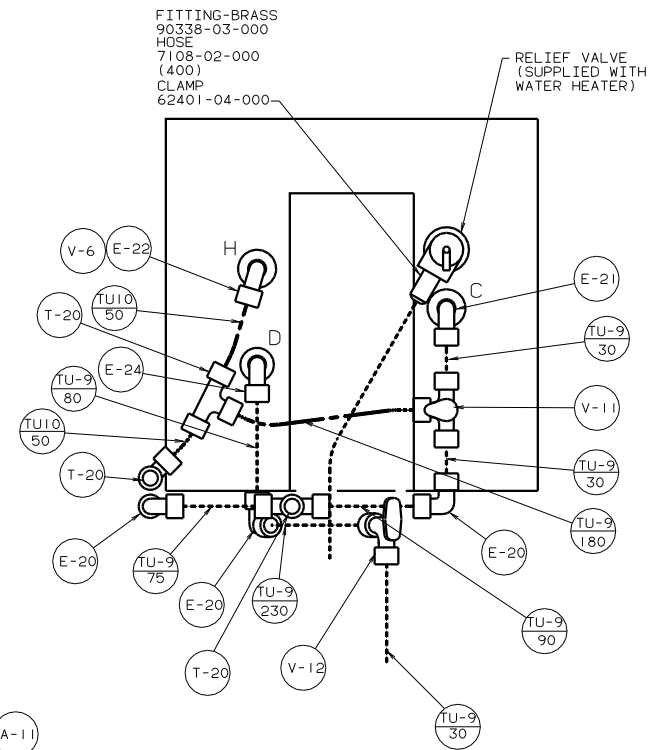 FITTING-BRASS
90338-03-000
HOSE
7108-02-000
(400)
CLAMP
62401-04-000
RELIEF VALVE
(SUPPLIED WITH
WATER HEATER)
V-6
E-22
H
C
E-21
TU10
50
T-20
D
TU-9
30
E-24
TU-9
80
V-11
TU10
50
T-20
TU-9
30
E-20
TU-9
75
E-20
TU-9
230
E-20
TU-9
180
T-20
V-12
TU-9
90
TU-9
30
A-11